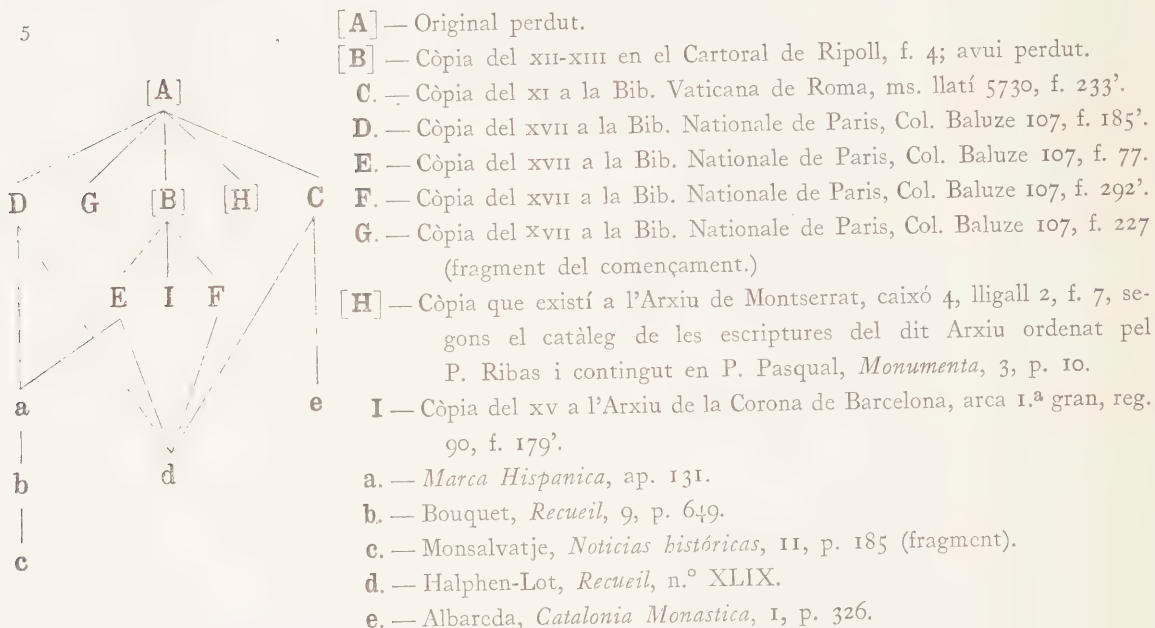 5
[A]
D G [B] [H] C
E I F
a
e
d
b
c
[A] — Original perdut.
[B] — Còpia del XII-XIII en el Cartoral de Ripoll, f. 4; avui perdut.
C. — Còpia del XI a la Bib. Vaticana de Roma, ms. llatí 5730, f. 233’.
D. — Còpia del XVII a la Bib. Nationale de Paris, Col. Baluze 107, f. 185’.
E. — Còpia del XVII a la Bib. Nationale de Paris, Col. Baluze 107, f. 77.
F. — Còpia del XVII a la Bib. Nationale de Paris, Col. Baluze 107, f. 292’.
G. — Còpia del XVII a la Bib. Nationale de Paris, Col. Baluze 107, f. 227
(fragment del començament.)
[H] — Còpia que existí a l’Arxiu de Montserrat, caixó 4, lligall 2, f. 7, se-
gons el catàleg de les escriptures del dit Arxiu ordenat pel
P. Ribas i contingut en P. Pasqual, Monumenta, 3, p. 10.
I — Còpia del XV a l’Arxiu de la Corona de Barcelona, arca 1.ª gran, reg.
90, f. 179’.
a. — Marca Hispanica, ap. 131.
b. — Bouquet, Recueil, 9, p. 649.
c. — Monsalvatje, Noticias históricas, 11, p. 185 (fragment).
d. — Halphen-Lot, Recueil, n.º XLIX.
e. — Albareda, Catalonia Monastica, 1, p. 326.